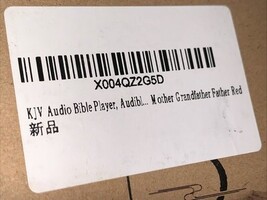 X004QZ2G5D
KJV Audio Bible Player, Audibl... Mother Grandfather Father Red
新品